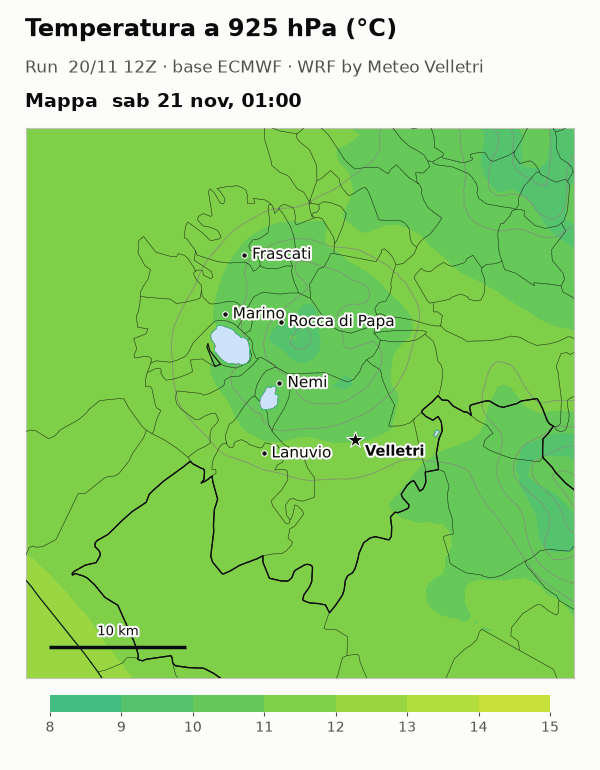 Temperatura a 925 hPa (°C)
Run  20/11 12Z · base ECMWF · WRF by Meteo Velletri
Mappa  sab 21 nov, 01:00
Frascati
Marino
Rocca di Papa
Nemi
Velletri
Lanuvio
10 km
8 9 10 11 12 13 14 15